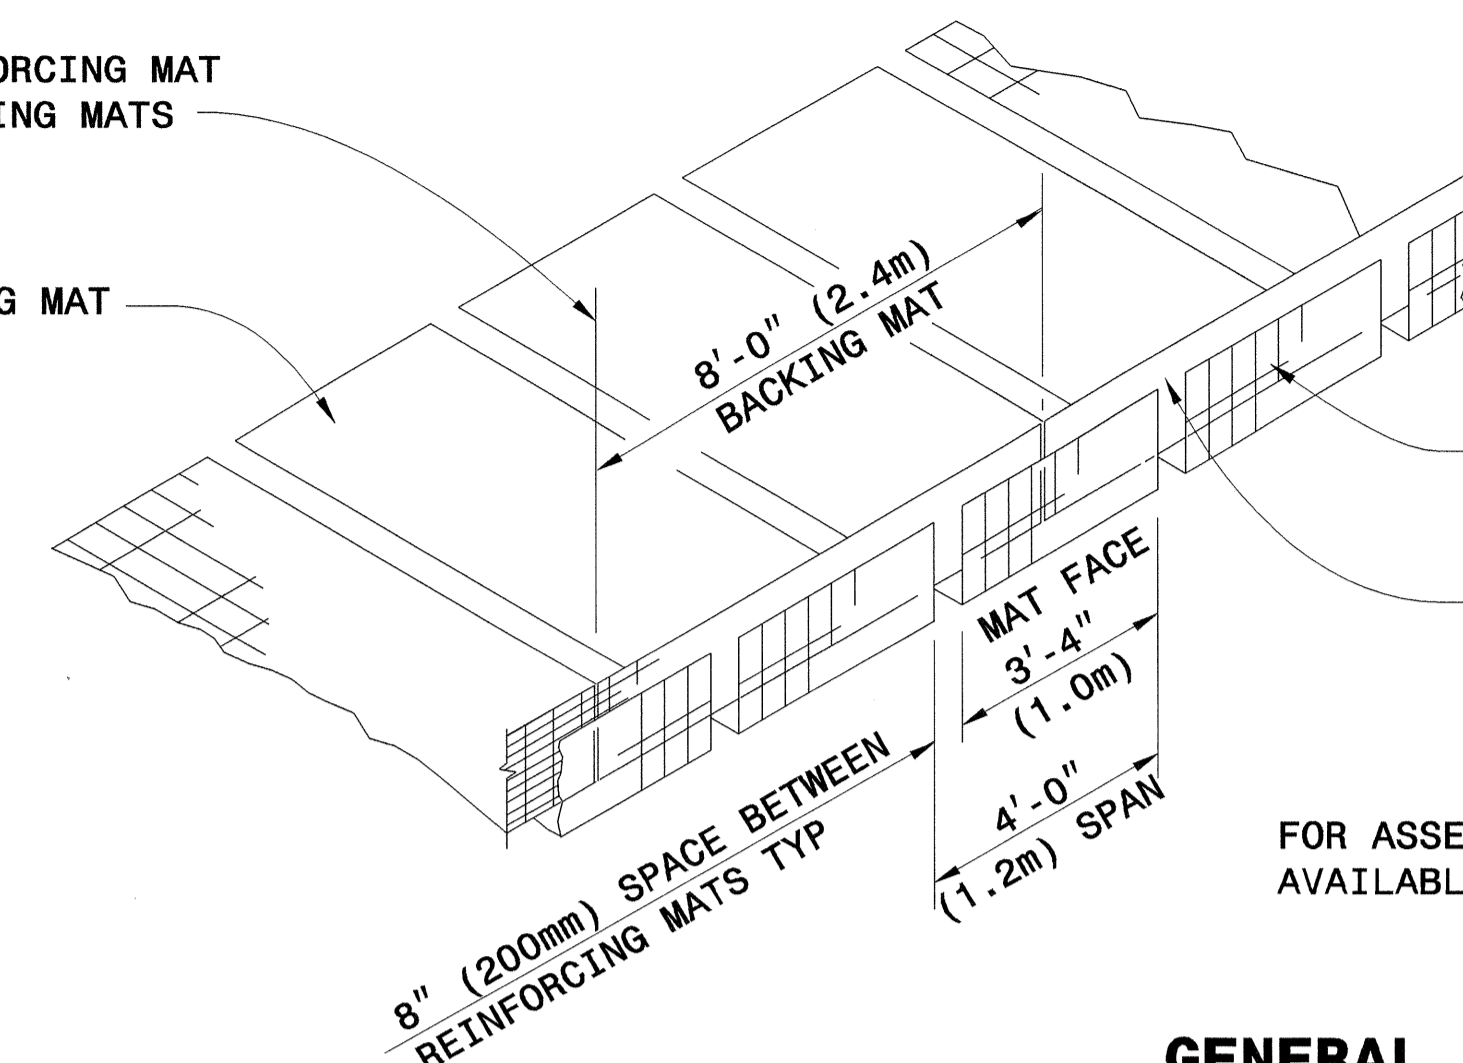 ORCING MAT
ING MATS
G MAT
8'-0" (2.4m)
BACKING MAT
MAT FACE
3'-4"
(1.0m)
4'-0"
(1.2m) SPAN
8" (200mm) SPACE BETWEEN
REINFORCING MATS TYP
FOR ASSE
AVAILABL
GENERAL